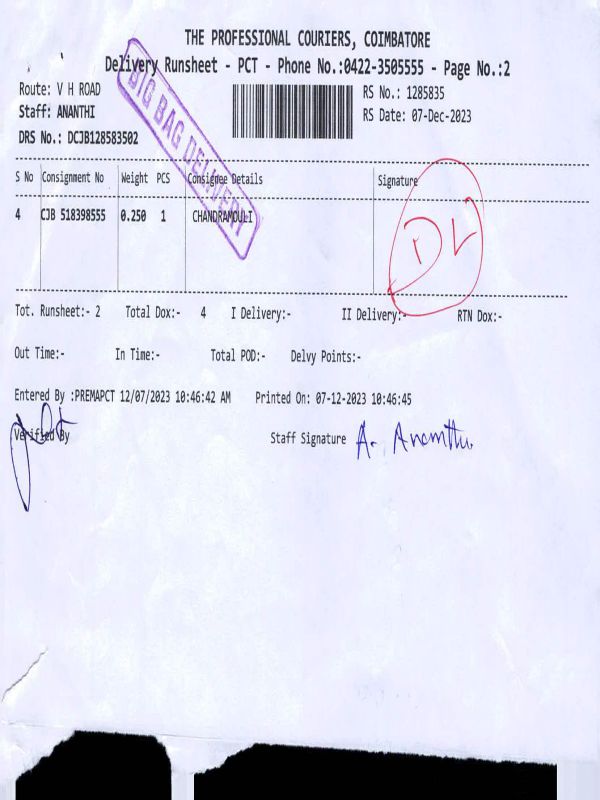 THE PROFESSIONAL COURIERS, COIMBATORE
Delivery Runsheet - PCT - Phone No.:0422-3505555 - Page No.:2
Route: V H ROAD
RS No.: 1285835
Staff: ANANTHI
RS Date: 07-Dec-2023
DRS No.: DCJB128583502
BIG BAG DELIVERY
S No Consignment No Weight PCS Consignee Details Signature
4 CJB 518398555 0.250 1 CHANDRAMOULI
DL
Tot. Runsheet:- 2 Total Dox:- 4 I Delivery:- II Delivery:- RTN Dox:-
Out Time:- In Time:- Total POD:- Delvy Points:-
Entered By :PREMAPCT 12/07/2023 10:46:42 AM Printed On: 07-12-2023 10:46:45
Verified By
Staff Signature A. Ananthi